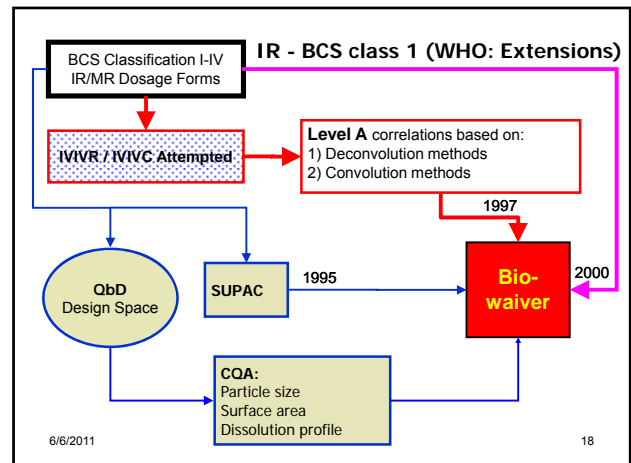 IR - BCS class 1 (WHO: Extensions)
BCS Classification I-IV
IR/MR Dosage Forms
IVIVR / IVIVC Attempted
Level A correlations based on:
1) Deconvolution methods
2) Convolution methods
1997
QbD
Design Space
SUPAC
1995
Bio-
waiver
2000
CQA:
Particle size
Surface area
Dissolution profile
6/6/2011
18